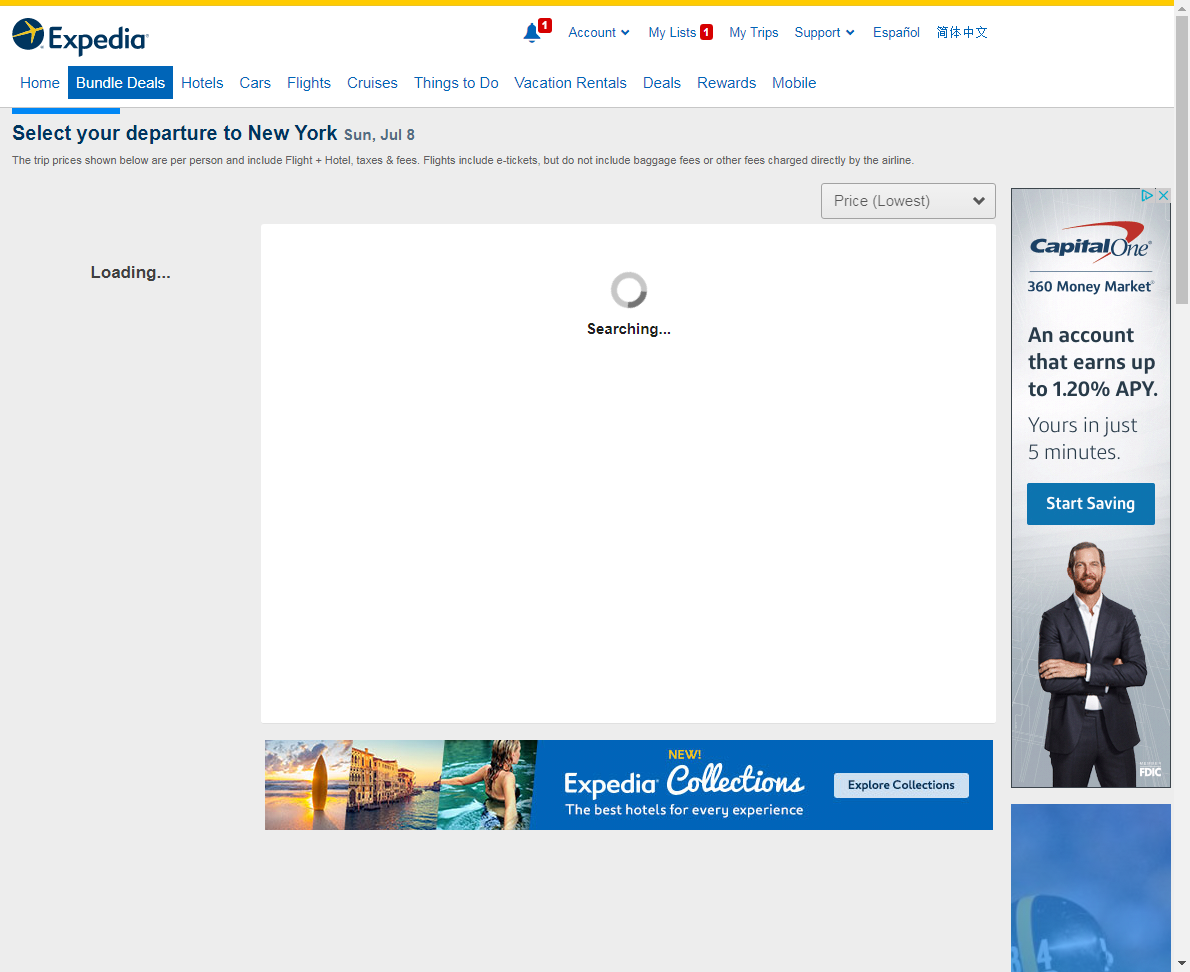 Expedia
1
Account
My Lists 1
My Trips
Support
Español
简体中文
Home
Bundle Deals
Hotels
Cars
Flights
Cruises
Things to Do
Vacation Rentals
Deals
Rewards
Mobile
Select your departure to New York Sun, Jul 8
The trip prices shown below are per person and include Flight + Hotel, taxes & fees. Flights include e-tickets, but do not include baggage fees or other fees charged directly by the airline.
Price (Lowest)
Loading...
Searching...
Capital One
360 Money Market
An account
that earns up
to 1.20% APY.
Yours in just
5 minutes.
Start Saving
FDIC
NEW!
Expedia Collections
The best hotels for every experience
Explore Collections